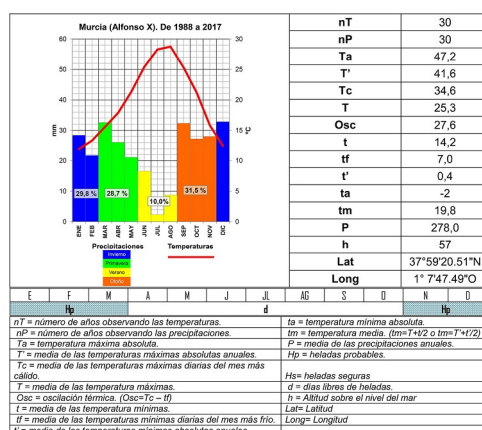 Murcia (Alfonso X). De 1988 a 2017
60
50
40
30
20
10
0
mm
30
25
20
15
10
5
0
ºC
29,8 %
28,7 %
10,0%
31,5 %
ENE FEB MAR ABR MAY JUN JUL AGO SEP OCT NOV DIC
Precipitaciones Temperaturas
Invierno
Primavera
Verano
Otoño
nT 30
nP 30
Ta 47,2
T' 41,6
Tc 34,6
T 25,3
Osc 27,6
t 14,2
tf 7,0
t' 0,4
ta -2
tm 19,8
P 278,0
h 57
Lat 37°59'20.51"N
Long 1° 7'47.49"O
E F M A M J JL AG S O N D
Hp d Hp
nT = número de años observando las temperaturas.
nP = número de años observando las precipitaciones.
Ta = temperatura máxima absoluta.
T' = media de las temperaturas máximas absolutas anuales.
Tc = media de las temperaturas máximas diarias del mes más
cálido.
T = media de las temperaturas máximas.
Osc = oscilación térmica. (Osc=Tc – tf)
t = media de las temperatura mínimas.
tf = media de las temperaturas mínimas diarias del mes más frío.
t' = media de las temperaturas mínimas absolutas anuales.
ta = temperatura mínima absoluta.
tm = temperatura media. (tm=T+t/2 o tm=T'+t'/2)
P = media de las precipitaciones anuales.
Hp = heladas probables.
Hs= heladas seguras
d = días libres de heladas.
h = Altitud sobre el nivel del mar
Lat= Latitud
Long= Longitud